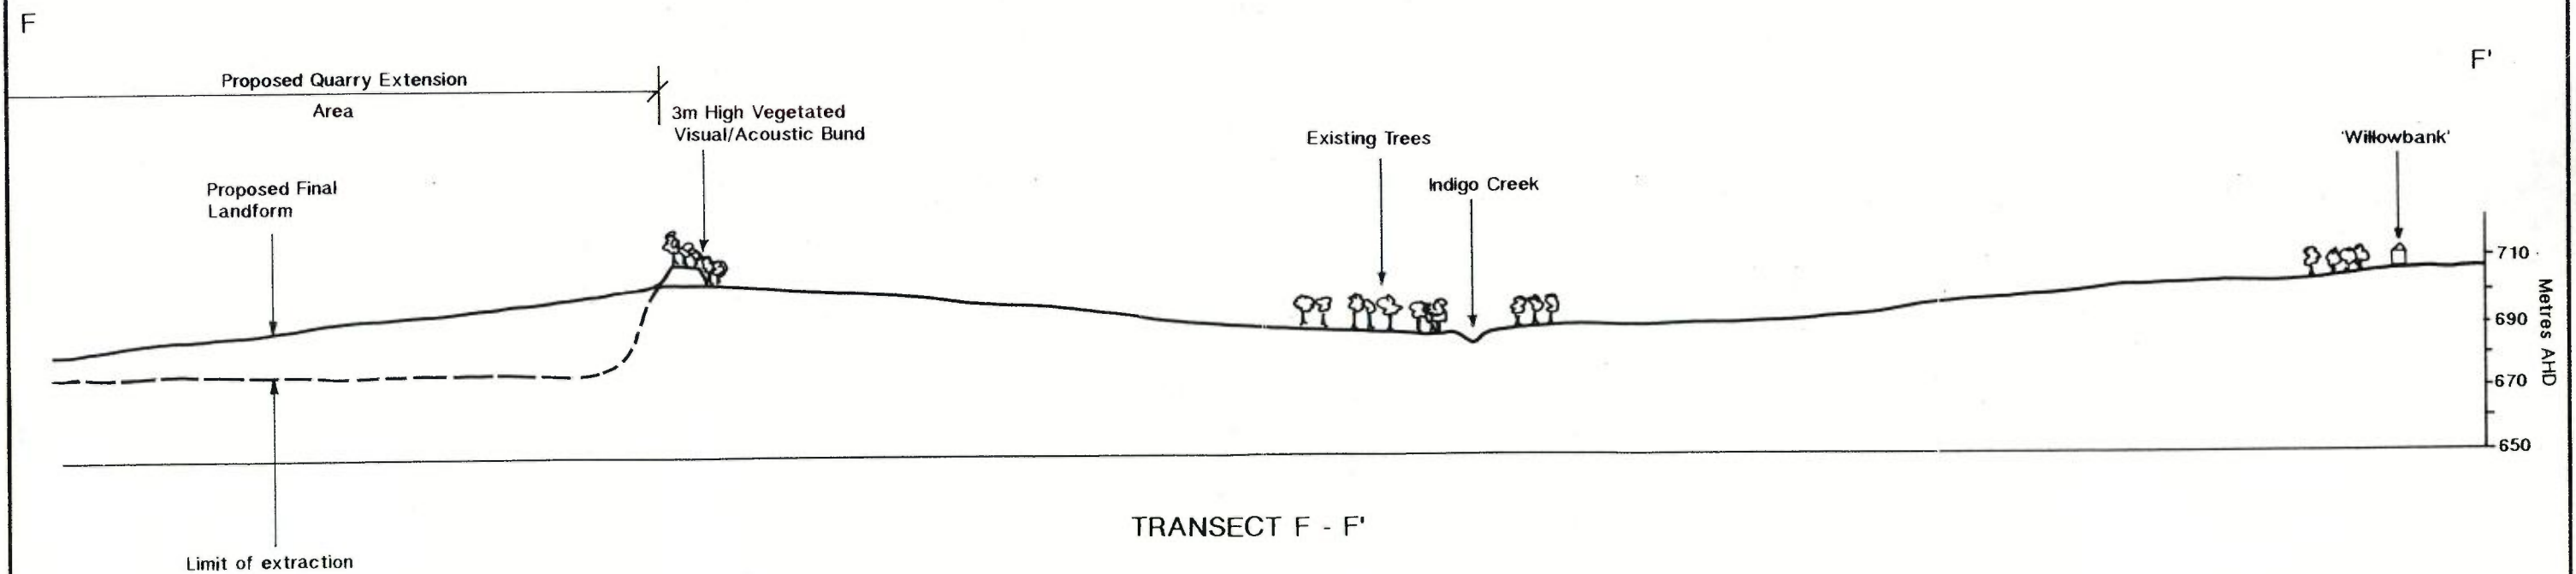 F
F'
Proposed Quarry Extension
Area
3m High Vegetated
Visual/Acoustic Bund
Existing Trees
'Willowbank'
Indigo Creek
Proposed Final
Landform
710
690
670
650
Metres AHD
TRANSECT F - F'
Limit of extraction